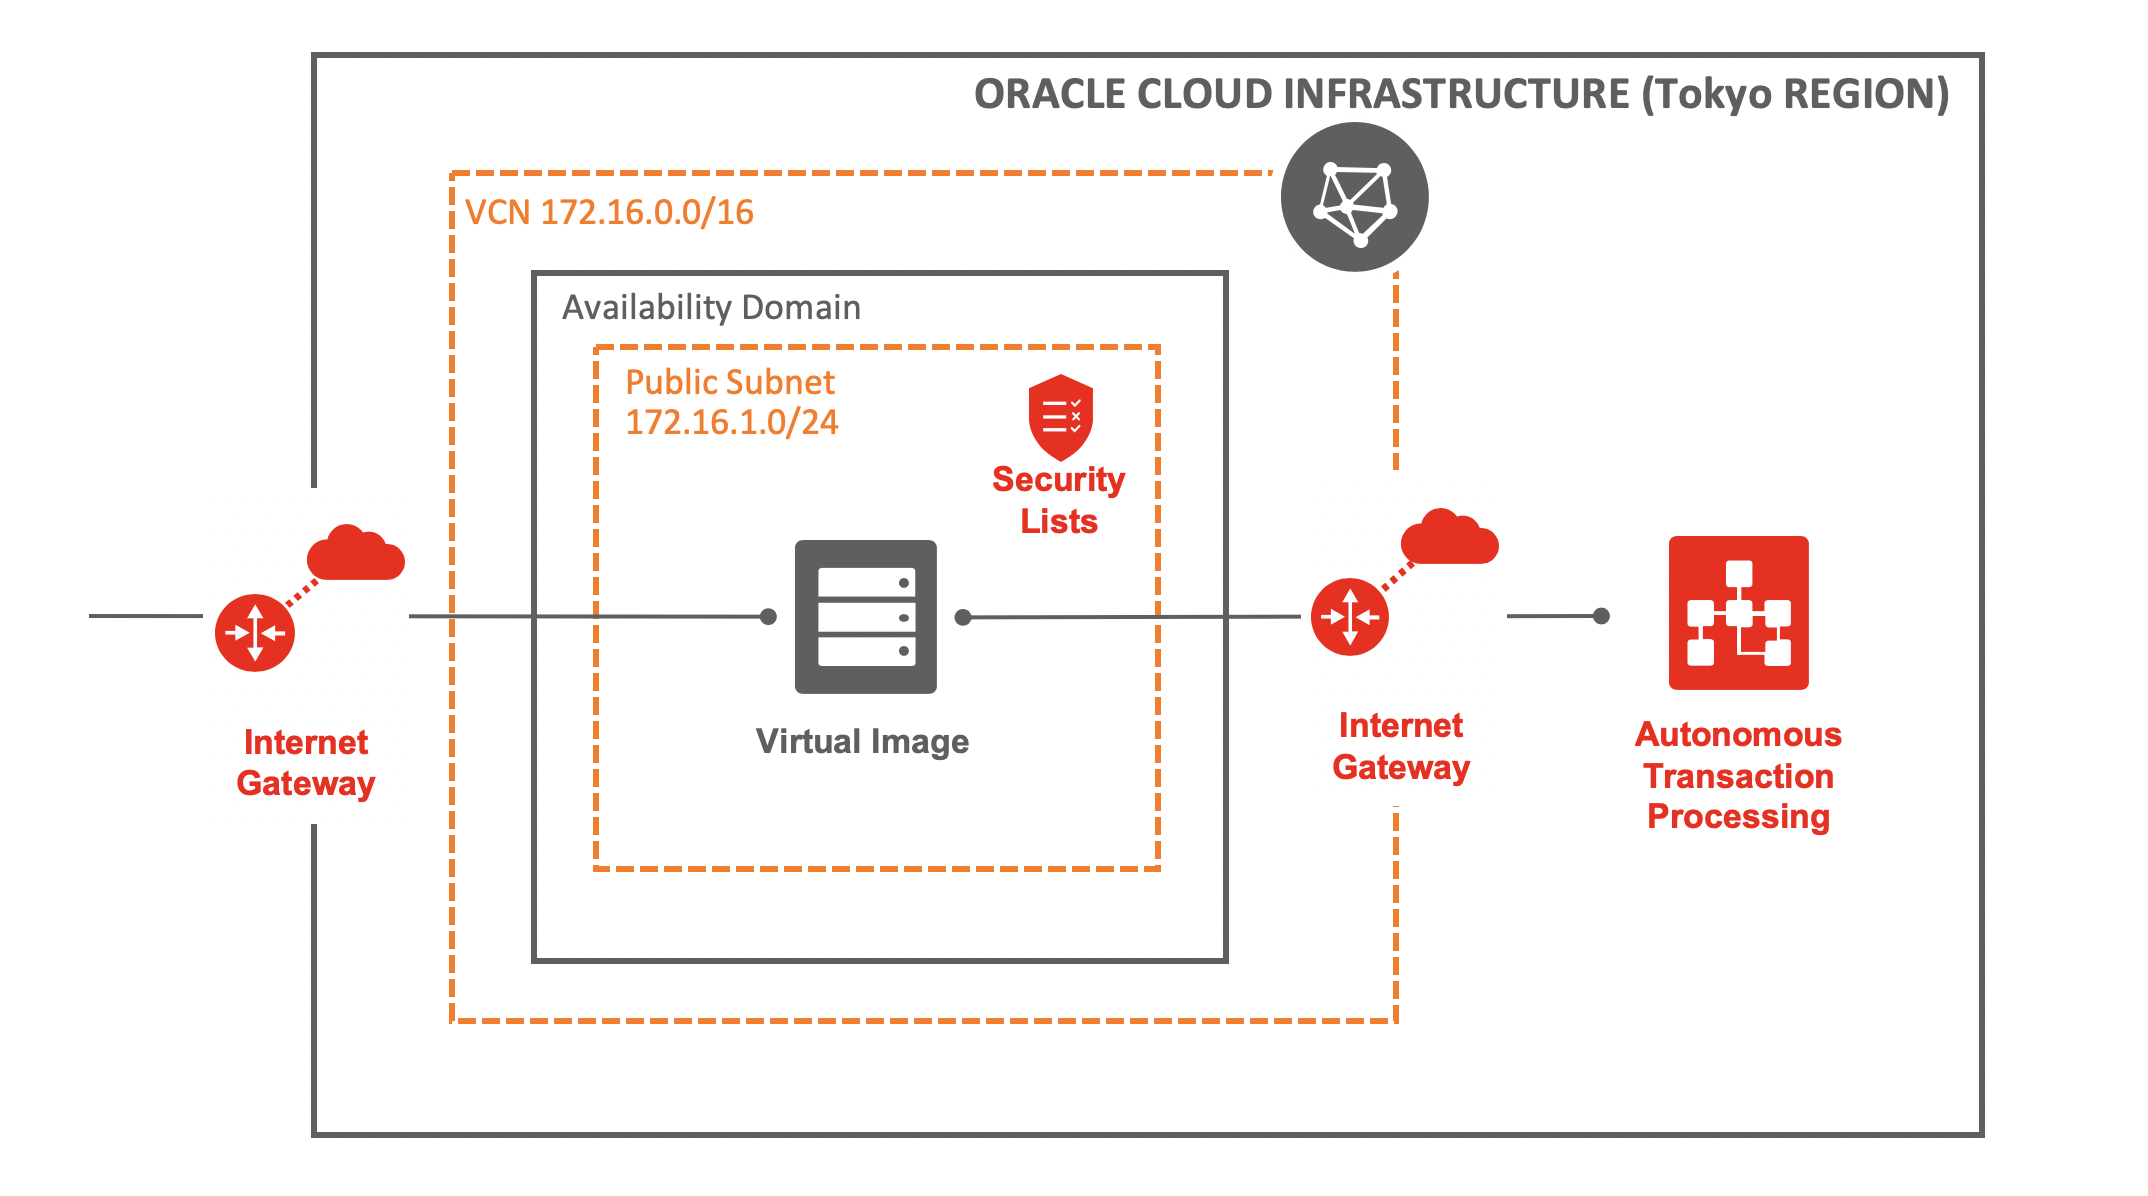 ORACLE CLOUD INFRASTRUCTURE (Tokyo REGION)
VCN 172.16.0.0/16
Availability Domain
Public Subnet
172.16.1.0/24
Security
Lists
Virtual Image
Internet
Gateway
Internet
Gateway
Autonomous
Transaction
Processing